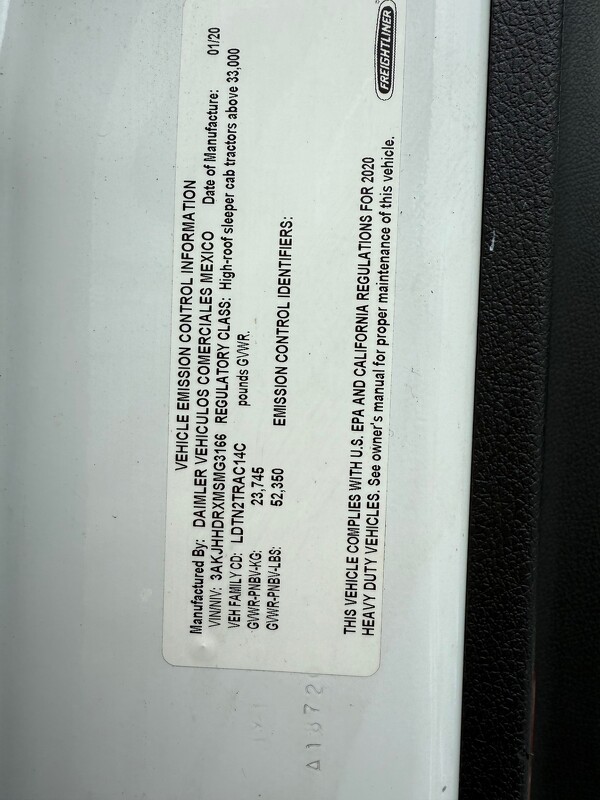 VEHICLE EMISSION CONTROL INFORMATION
Manufactured By: DAIMLER VEHICULOS COMERCIALES MEXICO Date of Manufacture: 01/20
VIN/NIV: 3AKJHHDRXMSMG3166 REGULATORY CLASS: High-roof sleeper cab tractors above 33,000
VEH FAMILY CD: LDTN2TRAC14C pounds GVWR.
GVWR-PNBV-KG: 23,745
GVWR-PNBV-LBS: 52,350 EMISSION CONTROL IDENTIFIERS:
THIS VEHICLE COMPLIES WITH U.S. EPA AND CALIFORNIA REGULATIONS FOR 2020
HEAVY DUTY VEHICLES. See owner's manual for proper maintenance of this vehicle.
FREIGHTLINER